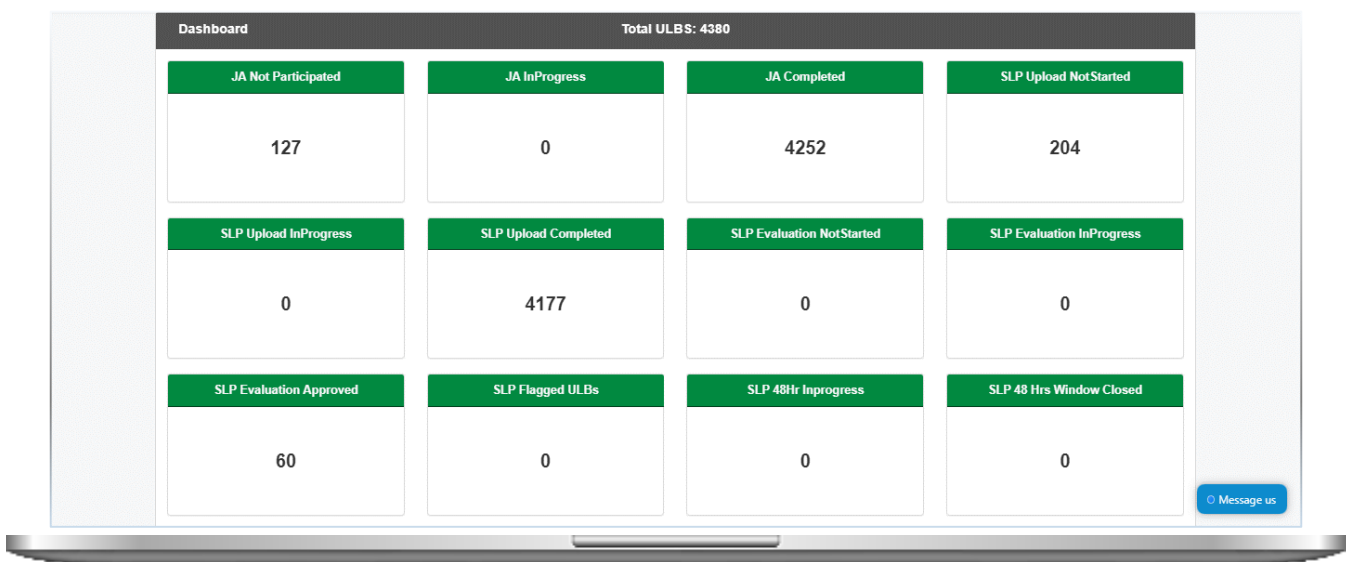 Dashboard Total ULBS: 4380
JA Not Participated JA InProgress JA Completed SLP Upload NotStarted
127 0 4252 204
SLP Upload InProgress SLP Upload Completed SLP Evaluation NotStarted SLP Evaluation InProgress
0 4177 0 0
SLP Evaluation Approved SLP Flagged ULBs SLP 48Hr Inprogress SLP 48 Hrs Window Closed
60 0 0 0
Message us